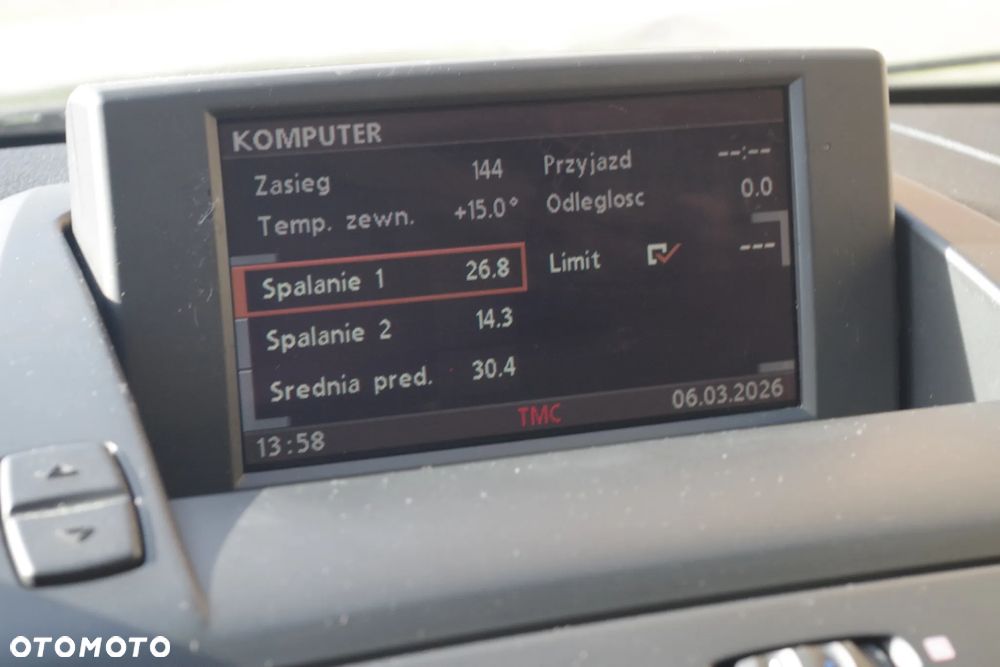 KOMPUTER
Zasieg 144
Temp. zewn. +15.0°
Spalanie 1 26.8
Spalanie 2 14.3
Srednia pred. 30.4
Przyjazd --:--
Odleglosc 0.0
Limit ---
13:58 TMC 06.03.2026
OTOMOTO